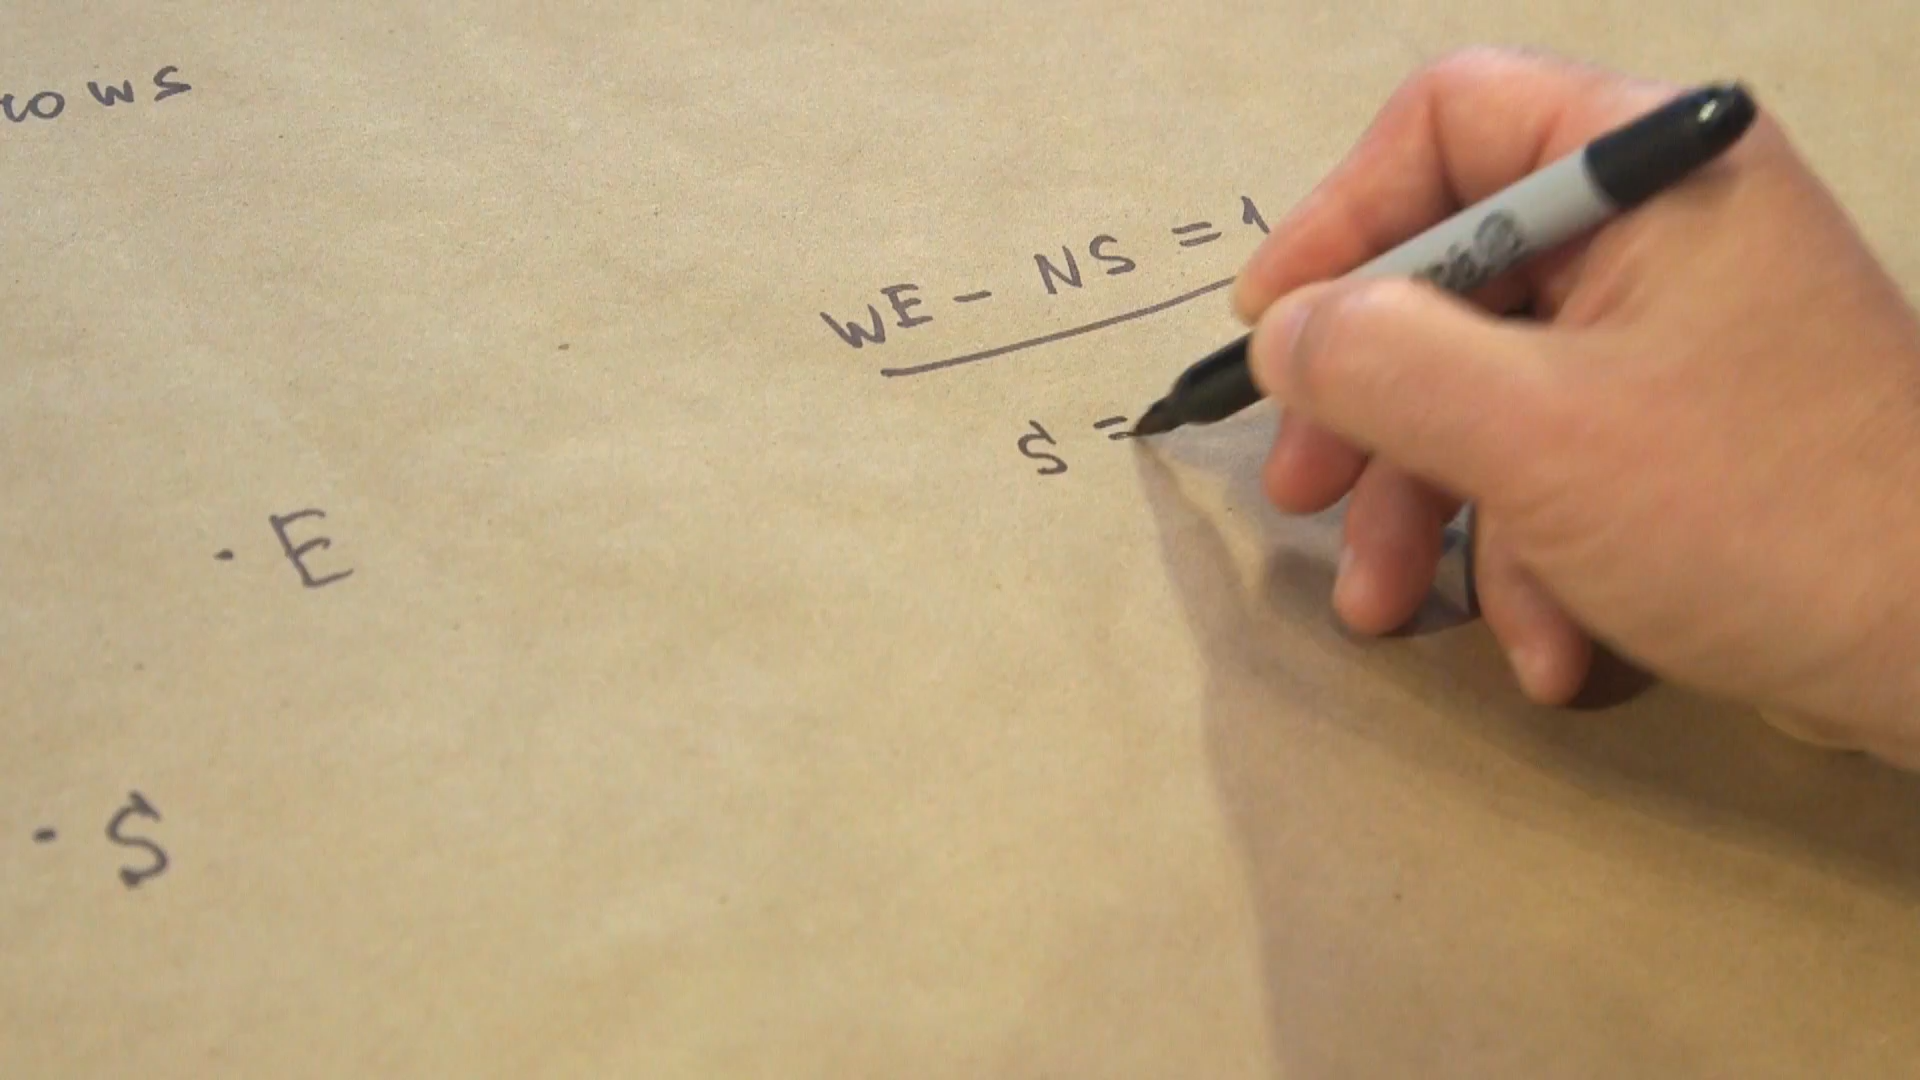 rows
WE - NS = 1
S =
· E
· S